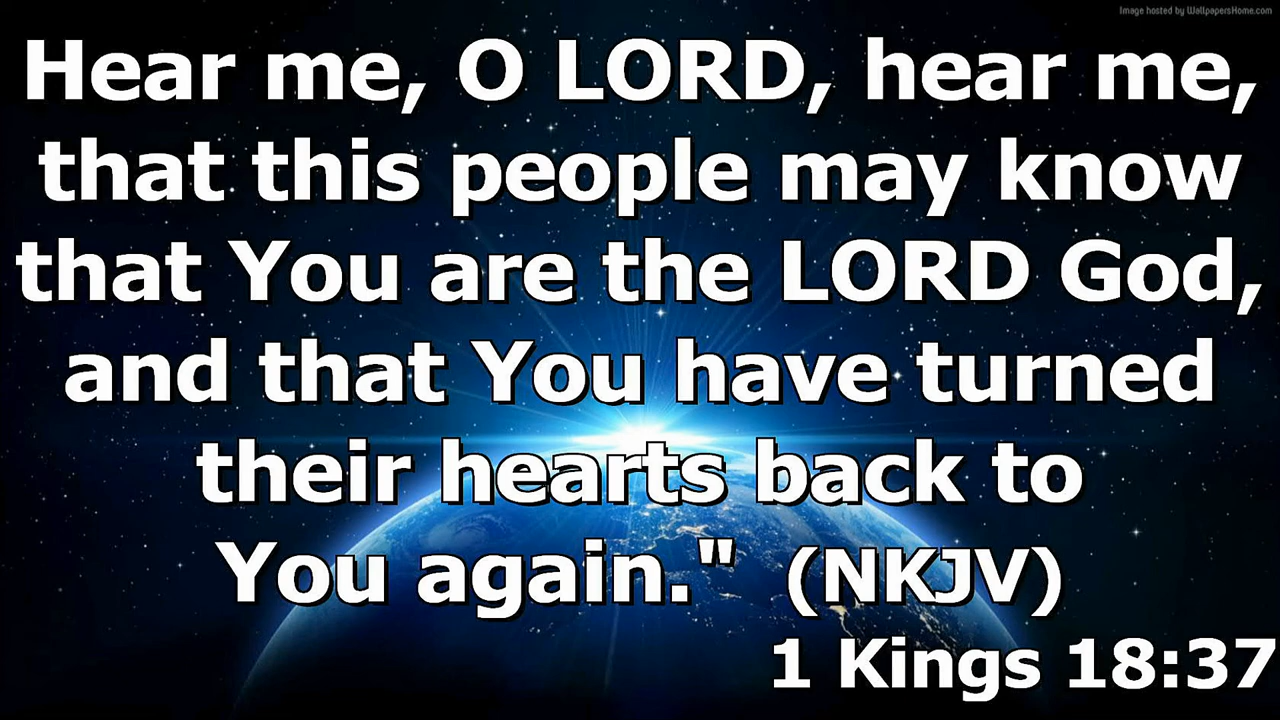 Image hosted by WallpapersHome.com
Hear me, O LORD, hear me,
that this people may know
that You are the LORD God,
and that You have turned
their hearts back to
You again." (NKJV)
1 Kings 18:37